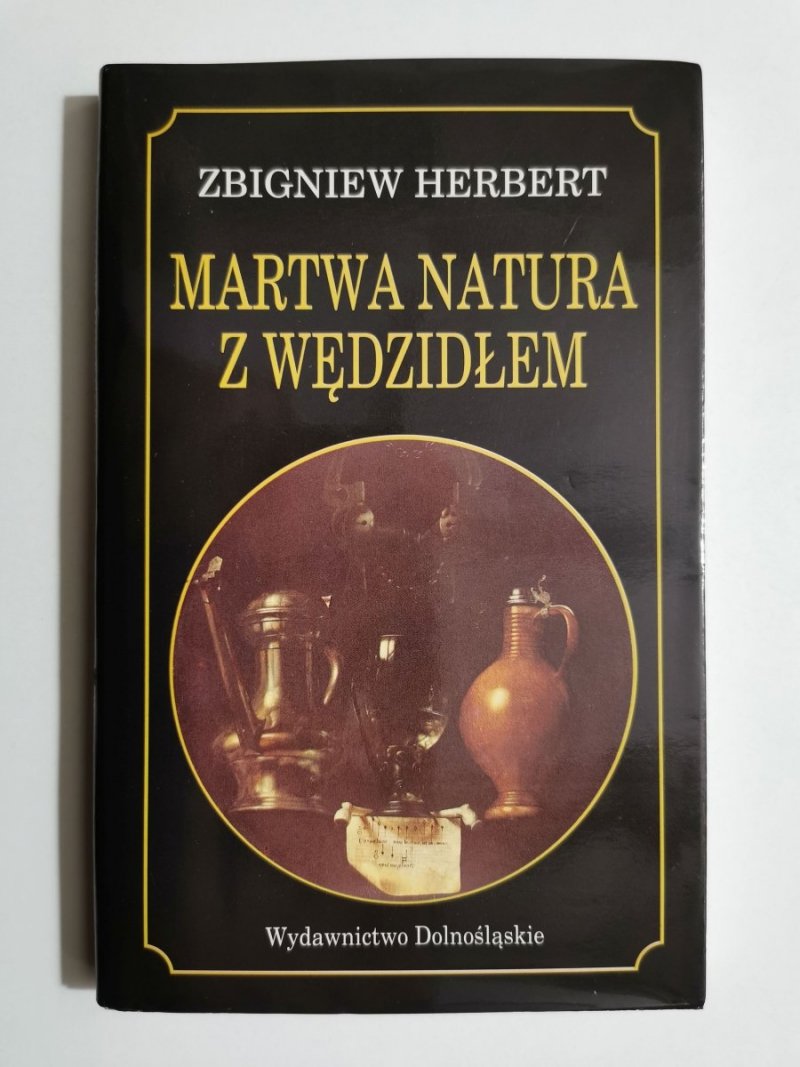 ZBIGNIEW HERBERT
MARTWA NATURA
Z WĘDZIDŁEM
Wydawnictwo Dolnośląskie